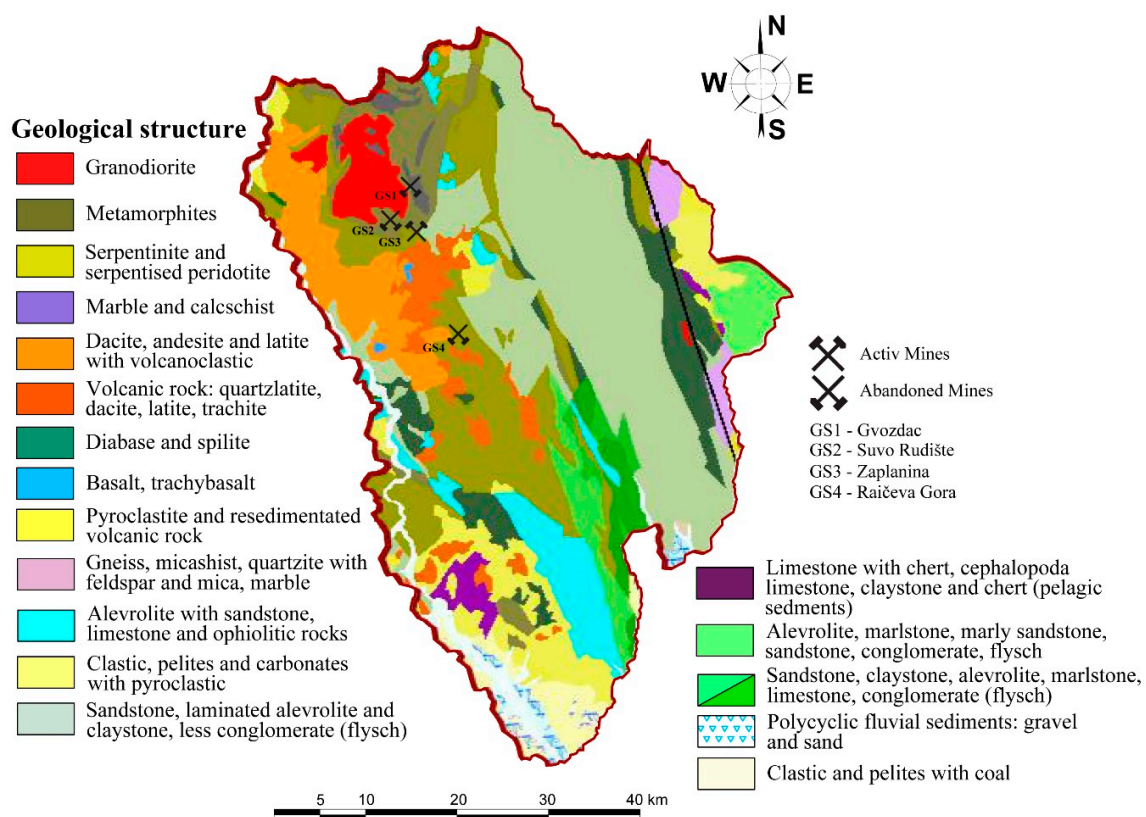 N
W
E
S
Geological structure
Granodiorite
Metamorphites
Serpentinite and
serpentised peridotite
Marble and calcschist
Dacite, andesite and latite
with volcanoclastic
Volcanic rock: quartzlatite,
dacite, latite, trachite
Diabase and spilite
Basalt, trachybasalt
Pyroclastite and resedimentated
volcanic rock
Gneiss, micashist, quartzite with
feldspar and mica, marble
Alevrolite with sandstone,
limestone and ophiolitic rocks
Clastic, pelites and carbonates
with pyroclastic
Sandstone, laminated alevrolite and
claystone, less conglomerate (flysch)
GS1
GS2
GS3
GS4
Activ Mines
Abandoned Mines
GS1 - Gvozdac
GS2 - Suvo Rudište
GS3 - Zaplanina
GS4 - Raičeva Gora
Limestone with chert, cephalopoda
limestone, claystone and chert (pelagic
sedments)
Alevrolite, marlstone, marly sandstone,
sandstone, conglomerate, flysch
Sandstone, claystone, alevrolite, marlstone,
limestone, conglomerate (flysch)
Polycyclic fluvial sediments: gravel
and sand
Clastic and pelites with coal
5 10 20 30 40 km